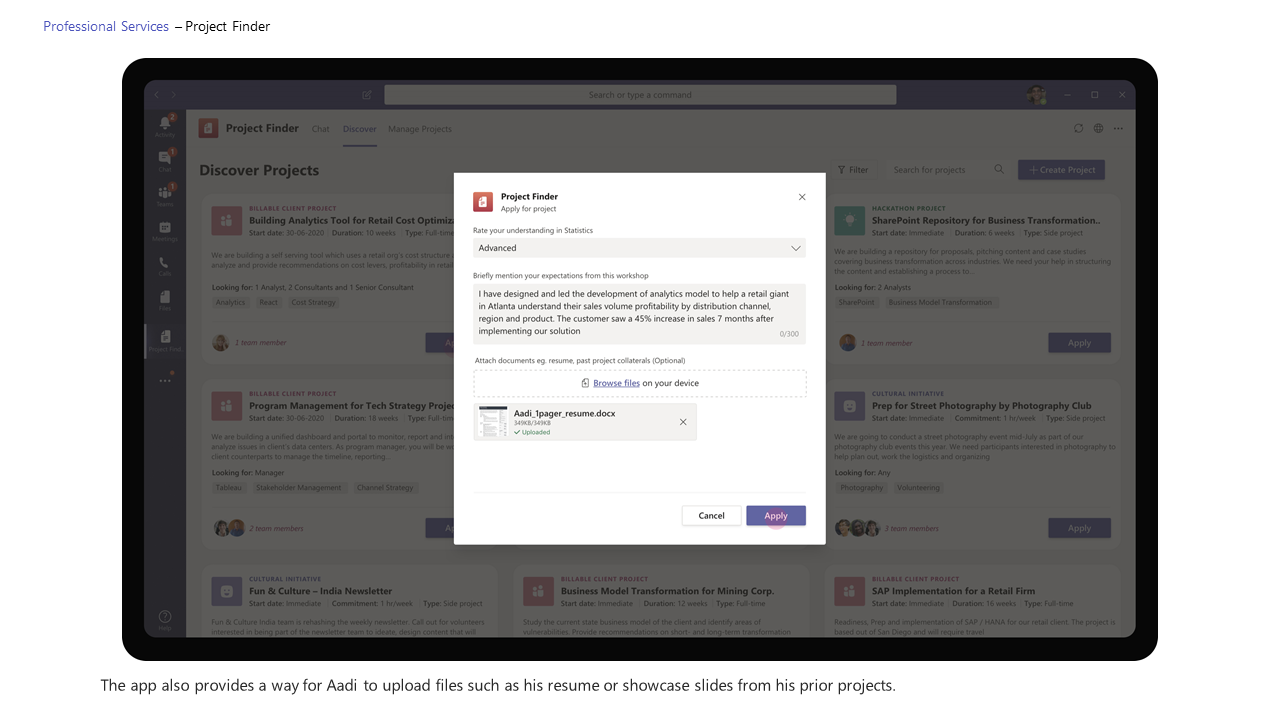 Professional Services – Project Finder
Search or type a command
Activity
2
Chat
1
Teams
1
Meetings
Calls
Files
Project Find
Help
Project Finder
Chat
Discover
Manage Projects
Discover Projects
Filter
Search for projects
+ Create Project
BILLABLE CLIENT PROJECT
Building Analytics Tool for Retail Cost Optimiza
Start date: 30-06-2020 | Duration: 10 weeks | Type: Full-time
We are building a self serving tool which uses a retail org's cost structure
analyze and provide recommendations on cost levers, profitability in retail
Looking for: 1 Analyst, 2 Consultants and 1 Senior Consultant
Analytics
React
Cost Strategy
1 team member
Ap
HACKATHON PROJECT
SharePoint Repository for Business Transformation..
Start date: Immediate | Duration: 6 weeks | Type: Side project
We are building a repository for proposals, pitching content and case studies
covering business transformation across industries. We need your help in structuring
the content and establishing a process to...
Looking for: 2 Analysts
SharePoint
Business Model Transformation
1 team member
Apply
BILLABLE CLIENT PROJECT
Program Management for Tech Strategy Projec
Start date: 30-06-2020 | Duration: 18 weeks | Type: Full-tim
We are building a unified dashboard and portal to monitor, report and int
analyze issues in client's data centers. As program manager, you will be w
client counterparts to manage the timeline, reporting...
Looking for: Manager
Tableau
Stakeholder Management
Channel Strategy
2 team members
Ap
CULTURAL INITIATIVE
Prep for Street Photography by Photography Club
Start date: Immediate | Commitment: 1 hr/week | Type: Side project
We are going to conduct a street photography event mid-July as part of our
photography club events this year. We need participants interested in photography to
help plan out, work the logistics and organizing
Looking for: Any
Photography
Volunteering
3 team members
Apply
CULTURAL INITIATIVE
Fun & Culture – India Newsletter
Start date: Immediate | Commitment: 1 hr/week | Type: Side project
Fun & Culture India team is rehashing the weekly newsletter. Call out for volunteers
interested in being part of the newsletter team to ideate, design content that will
BILLABLE CLIENT PROJECT
Business Model Transformation for Mining Corp.
Start date: Immediate | Duration: 12 weeks | Type: Full-time
Study the current state business model of the client and identify areas of
vulnerabilities. Provide recommendations on short- and long-term transformation
BILLABLE CLIENT PROJECT
SAP Implementation for a Retail Firm
Start date: Immediate | Duration: 16 weeks | Type: Full-time
Readiness, Prep and implementation of SAP / HANA for our retail client. The project is
based out of San Diego and will require travel
Project Finder
Apply for project
Rate your understanding in Statistics
Advanced
Briefly mention your expectations from this workshop
I have designed and led the development of analytics model to help a retail giant
in Atlanta understand their sales volume profitability by distribution channel,
region and product. The customer saw a 45% increase in sales 7 months after
implementing our solution
0/300
Attach documents eg. resume, past project collaterals (Optional)
Browse files on your device
Aadi_1pager_resume.docx
349KB/349KB
Uploaded
Cancel
Apply
The app also provides a way for Aadi to upload files such as his resume or showcase slides from his prior projects.